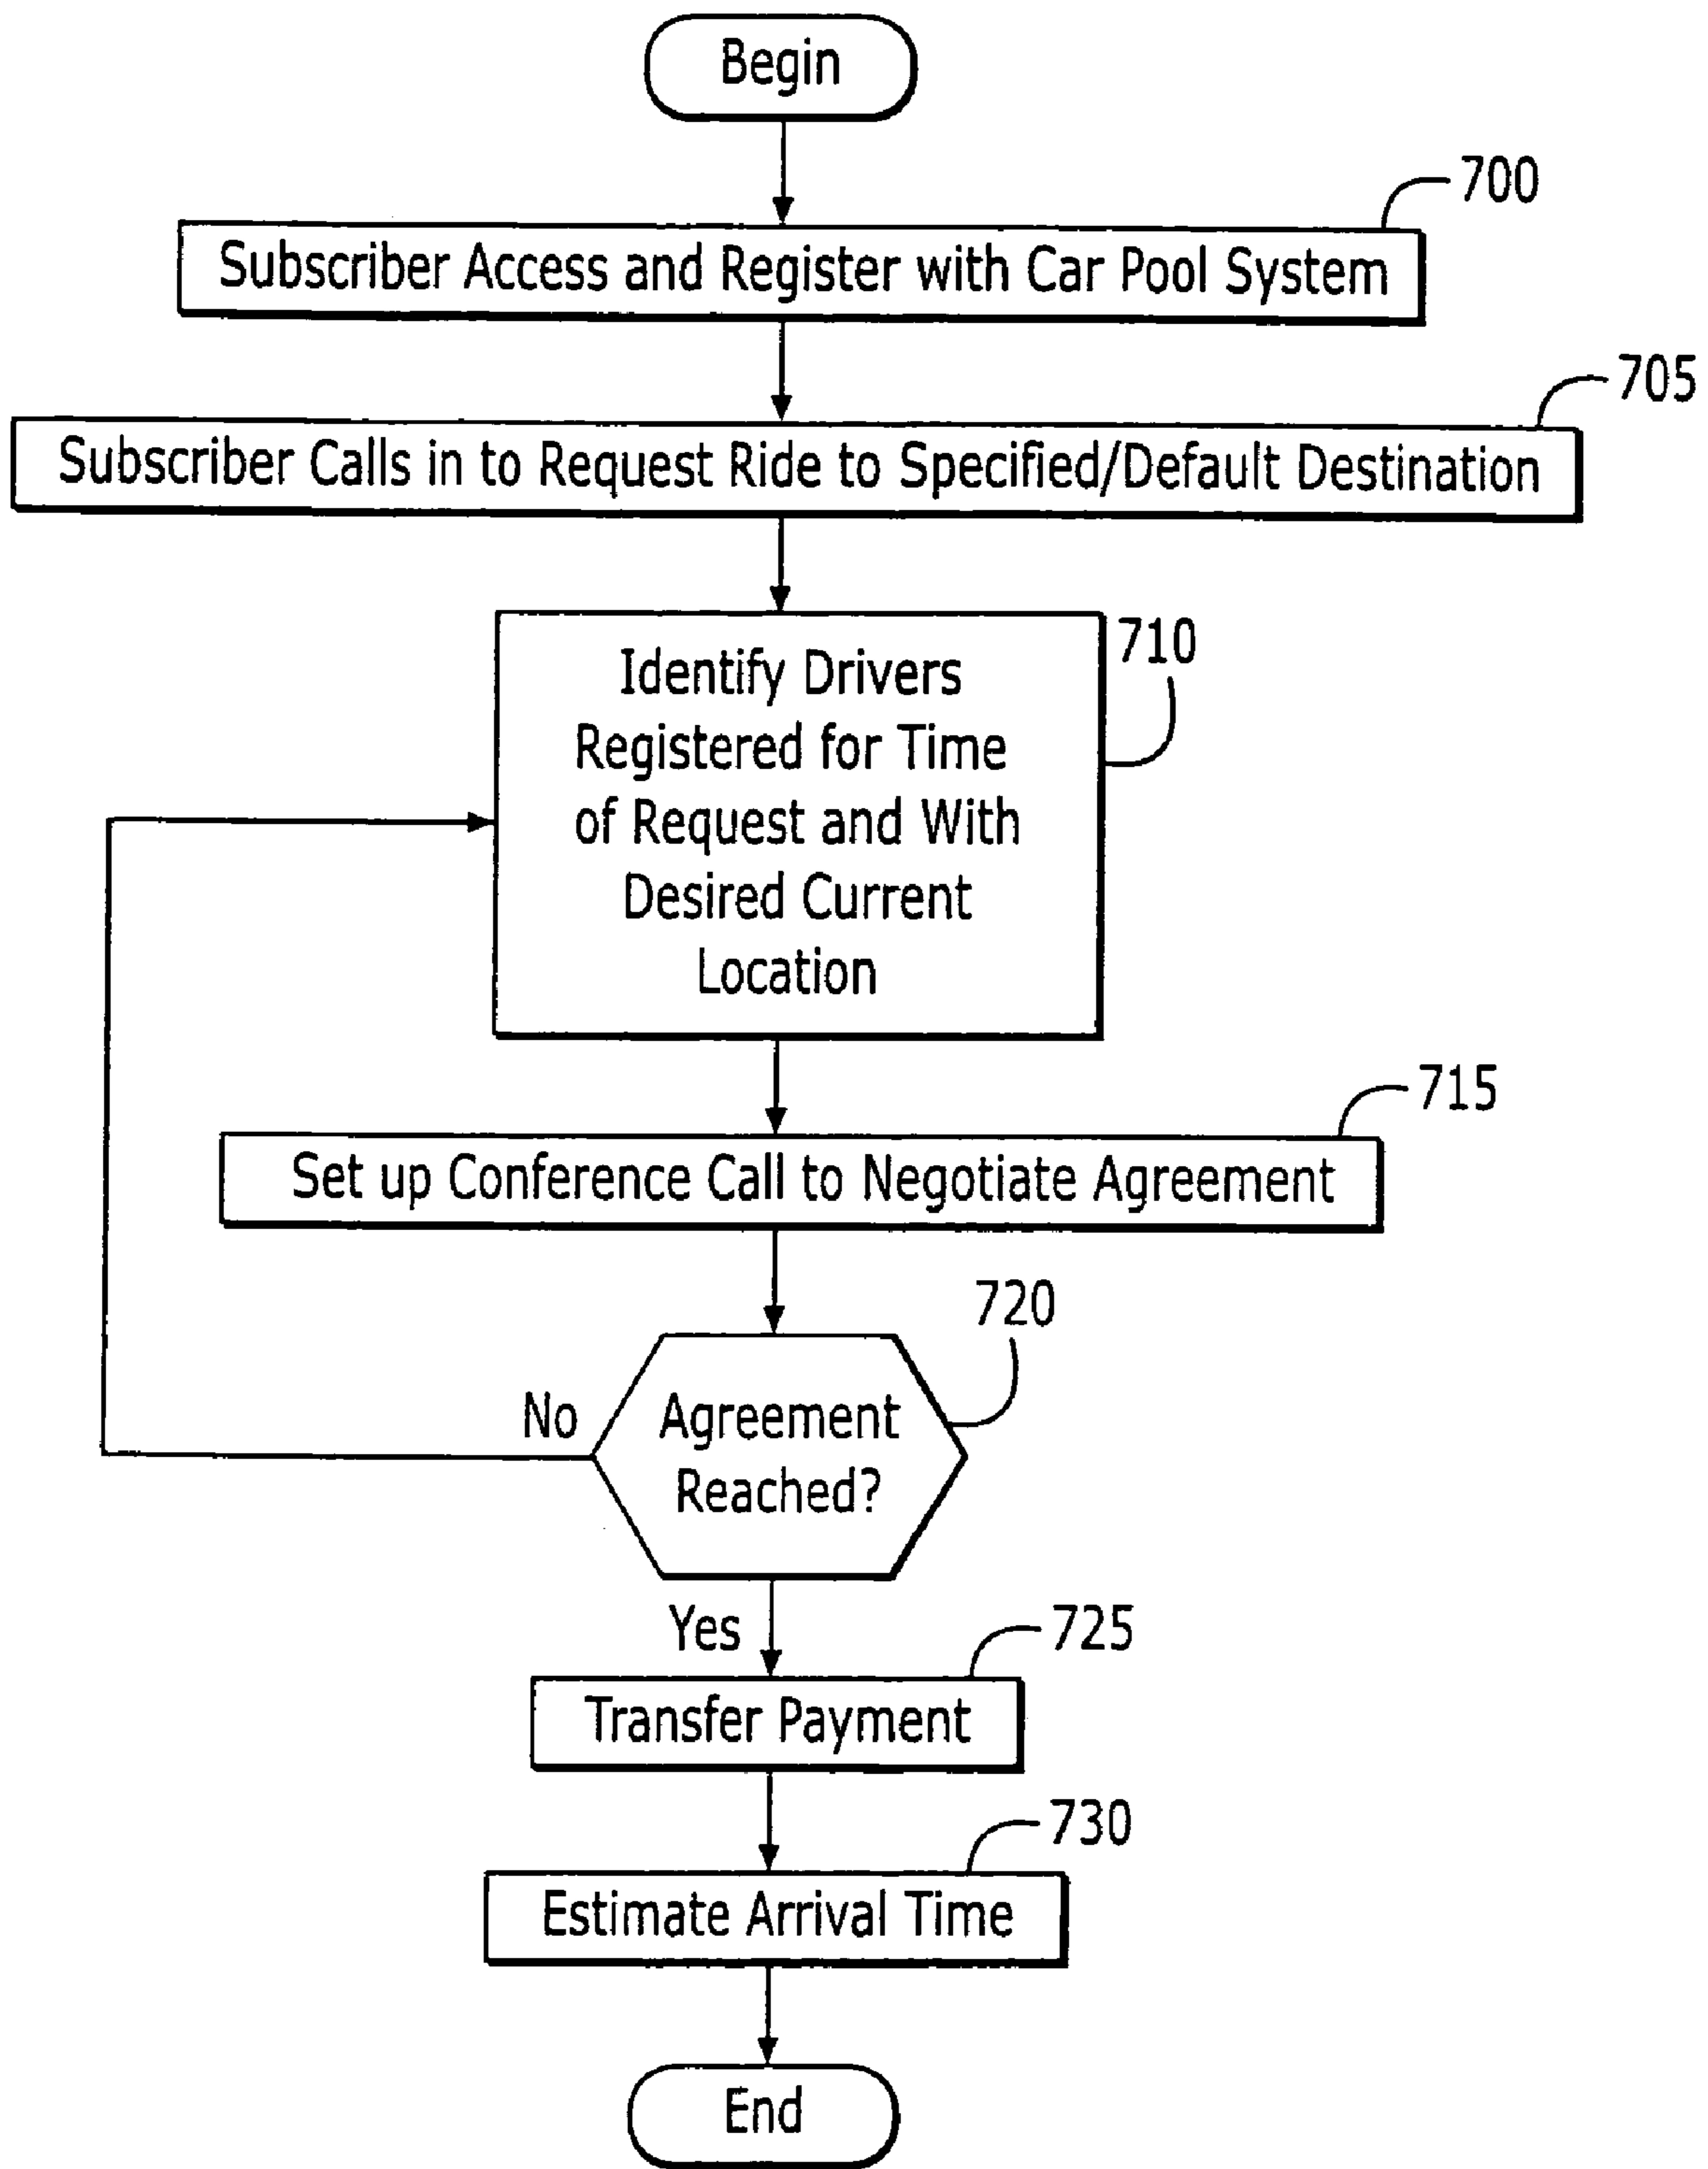 Begin
700
Subscriber Access and Register with Car Pool System
705
Subscriber Calls in to Request Ride to Specified/Default Destination
710
Identify Drivers
Registered for Time
of Request and With
Desired Current
Location
715
Set up Conference Call to Negotiate Agreement
720
No
Agreement
Reached?
Yes
725
Transfer Payment
730
Estimate Arrival Time
End